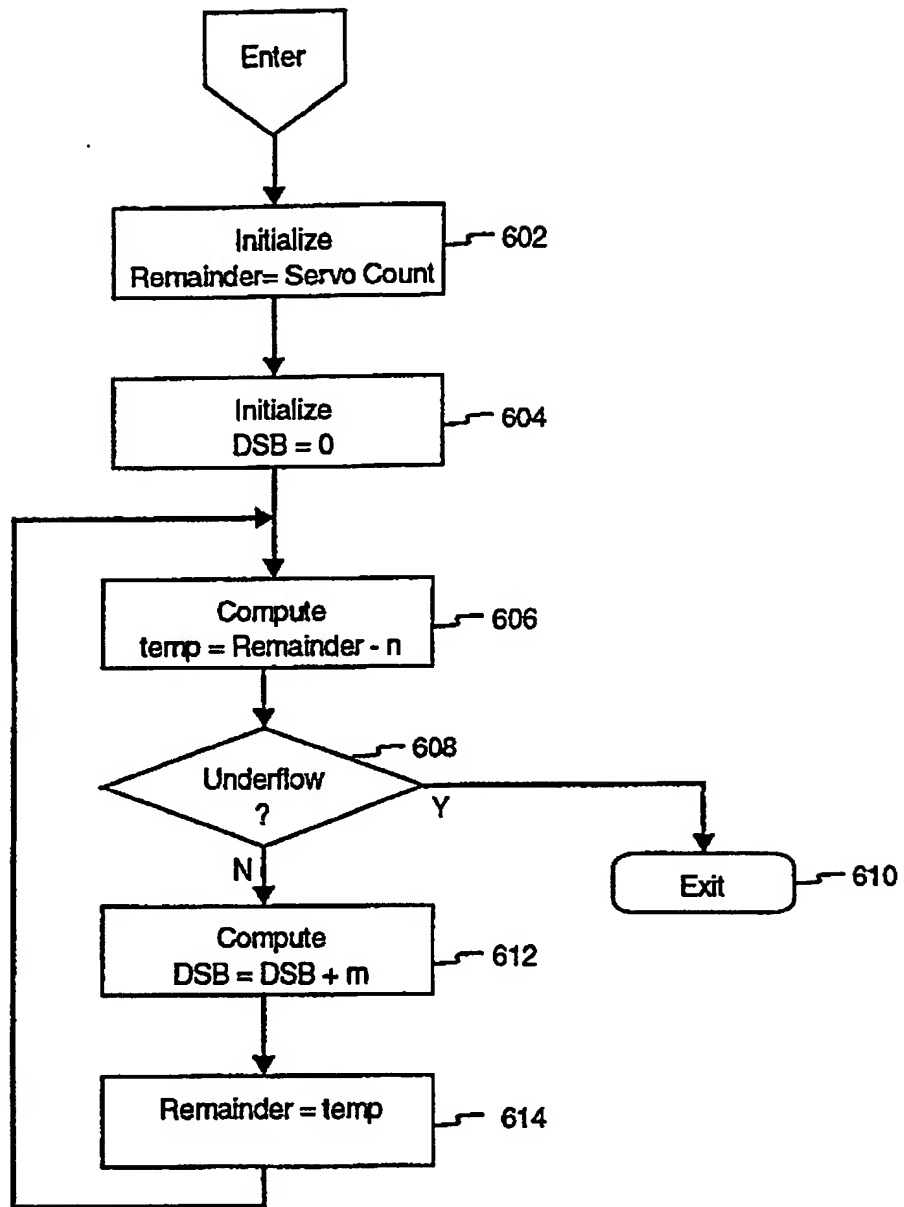 Enter
Initialize
Remainder= Servo Count
602
Initialize
DSB = 0
604
Compute
temp = Remainder - n
606
Underflow
?
608
Y
N
Exit
610
Compute
DSB = DSB + m
612
Remainder = temp
614